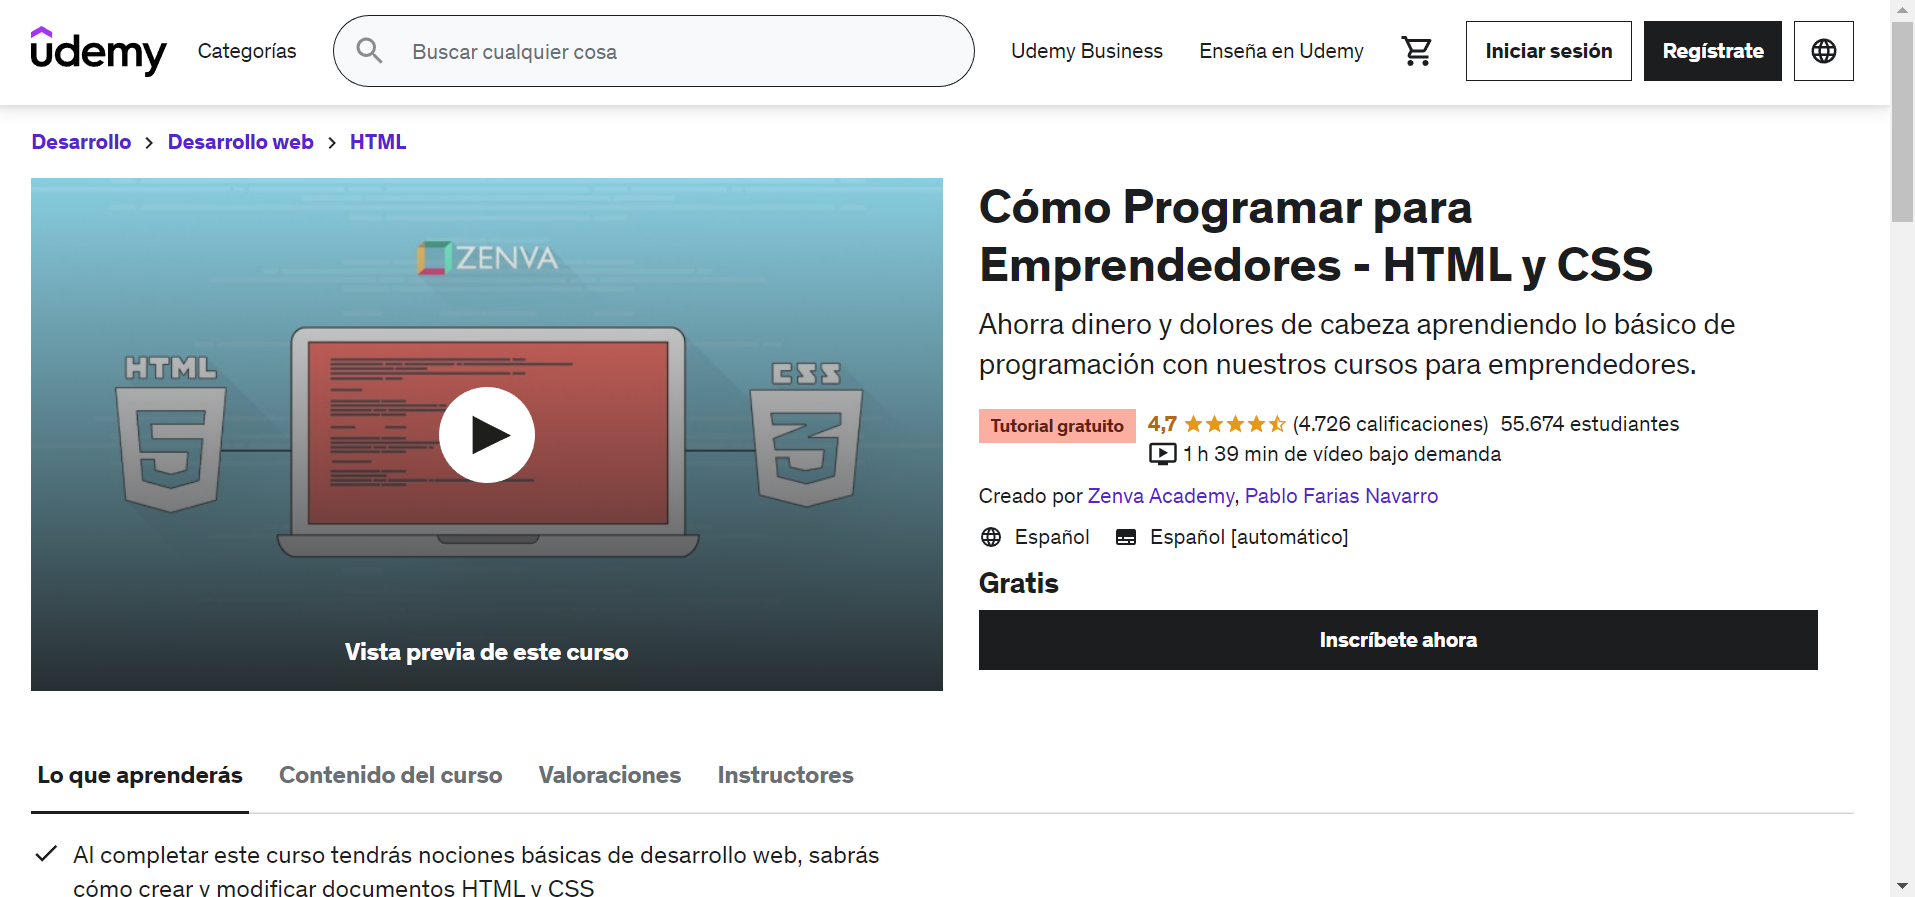 udemy
Categorías
Buscar cualquier cosa
Udemy Business
Enseña en Udemy
Iniciar sesión
Regístrate
Desarrollo > Desarrollo web > HTML
ZENVA
HTML
5
CSS
3
Vista previa de este curso
Cómo Programar para
Emprendedores - HTML y CSS
Ahorra dinero y dolores de cabeza aprendiendo lo básico de
programación con nuestros cursos para emprendedores.
Tutorial gratuito 4,7 (4.726 calificaciones) 55.674 estudiantes
1 h 39 min de vídeo bajo demanda
Creado por Zenva Academy, Pablo Farias Navarro
Español Español [automático]
Gratis
Inscríbete ahora
Lo que aprenderás Contenido del curso Valoraciones Instructores
Al completar este curso tendrás nociones básicas de desarrollo web, sabrás
cómo crear y modificar documentos HTML y CSS